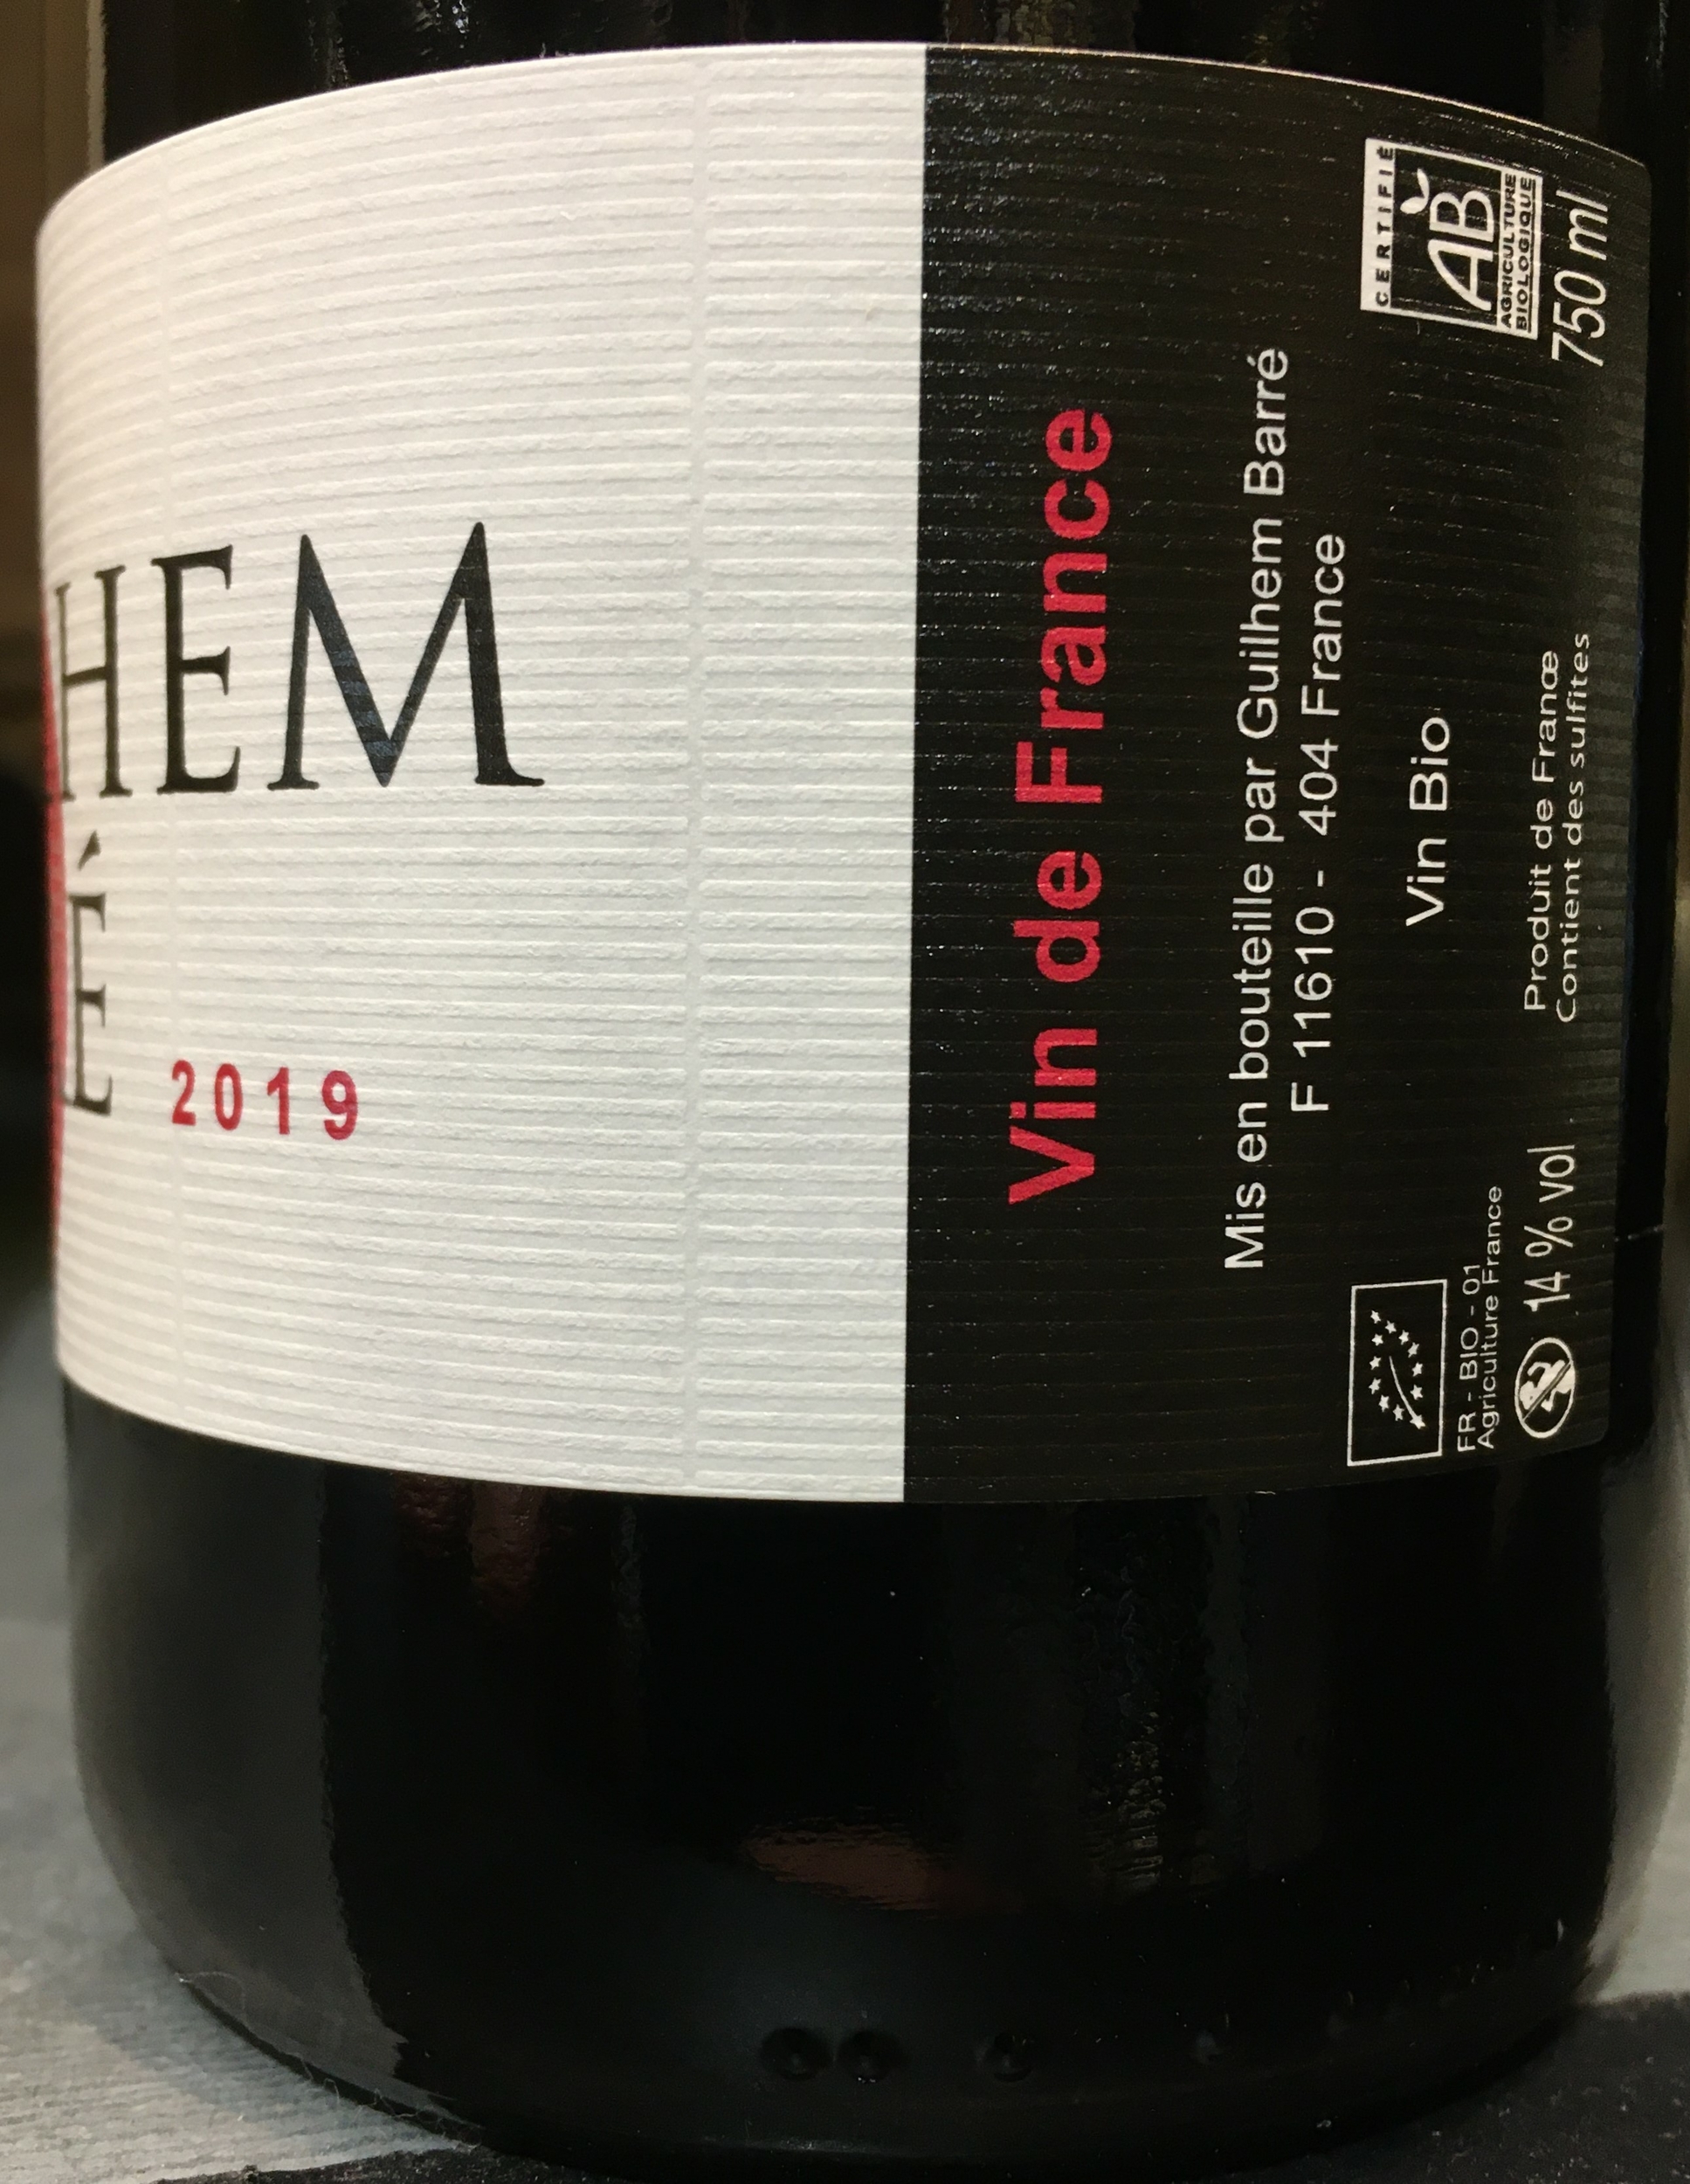 HEM
É
2019
Vin de France
Mis en bouteille par Guilhem Barré
F 11610 - 404 France
Vin Bio
CERTIFIÉ
AB
AGRICULTURE
BIOLOGIQUE
750 ml
Produit de France
Contient des sulfites
FR - BIO - 01
Agriculture France
14 % vol